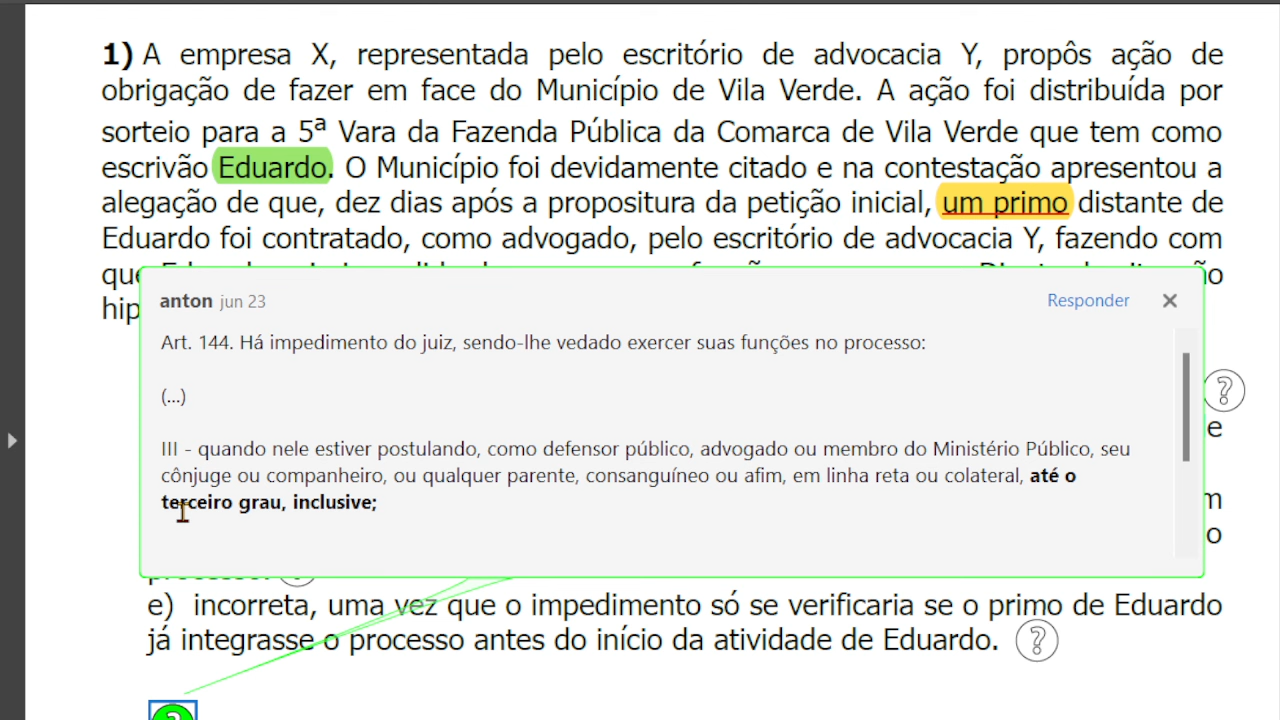 1) A empresa X, representada pelo escritório de advocacia Y, propôs ação de
obrigação de fazer em face do Município de Vila Verde. A ação foi distribuída por
sorteio para a 5ª Vara da Fazenda Pública da Comarca de Vila Verde que tem como
escrivão Eduardo. O Município foi devidamente citado e na contestação apresentou a
alegação de que, dez dias após a propositura da petição inicial, um primo distante de
Eduardo foi contratado, como advogado, pelo escritório de advocacia Y, fazendo com
anton jun 23 Responder
Art. 144. Há impedimento do juiz, sendo-lhe vedado exercer suas funções no processo:
(...)
III - quando nele estiver postulando, como defensor público, advogado ou membro do Ministério Público, seu
cônjuge ou companheiro, ou qualquer parente, consanguíneo ou afim, em linha reta ou colateral, até o
terceiro grau, inclusive;
e) incorreta, uma vez que o impedimento só se verificaria se o primo de Eduardo
já integrasse o processo antes do início da atividade de Eduardo.